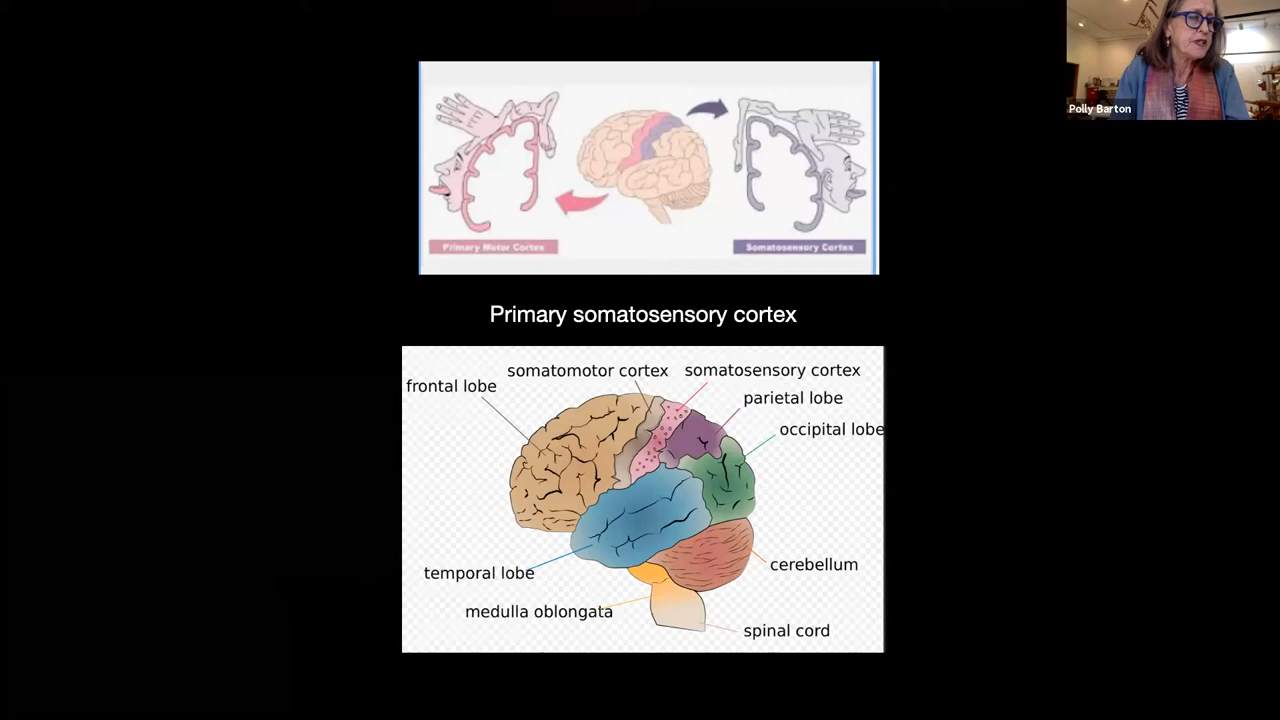 Polly Barton
Primary Motor Cortex
Somatosensory Cortex
Primary somatosensory cortex
somatomotor cortex
somatosensory cortex
frontal lobe
parietal lobe
occipital lobe
temporal lobe
cerebellum
medulla oblongata
spinal cord